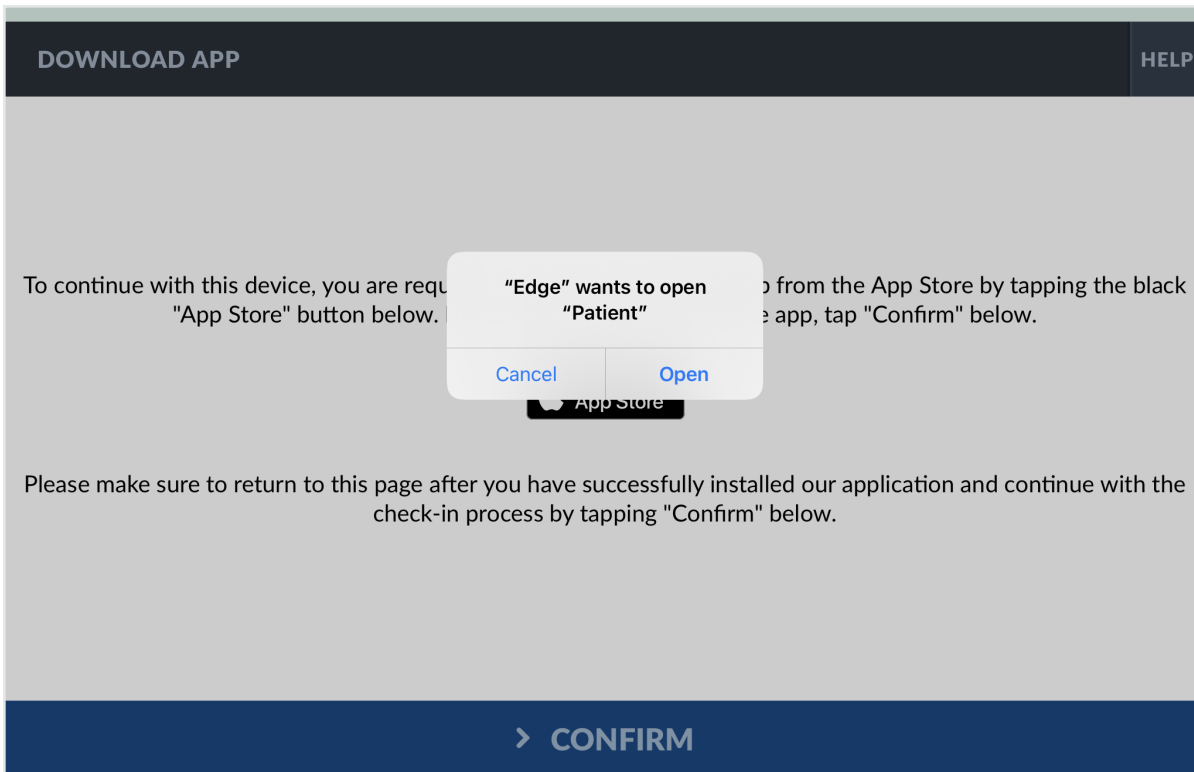 DOWNLOAD APP
HELP
To continue with this device, you are requ
from the App Store by tapping the black
"App Store" button below.
app, tap "Confirm" below.
“Edge” wants to open
“Patient”
Cancel
Open
App Store
Please make sure to return to this page after you have successfully installed our application and continue with the
check-in process by tapping "Confirm" below.
CONFIRM